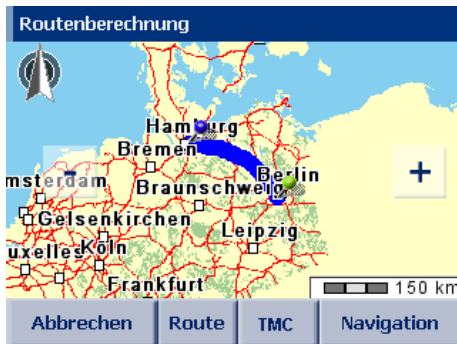 Routenberechnung
Hamburg
Bremen
-
+
msterdam
Berlin
Braunschweig
Gelsenkirchen
Leipzig
uxelles
Köln
Frankfurt
150 km
Abbrechen
Route
TMC
Navigation